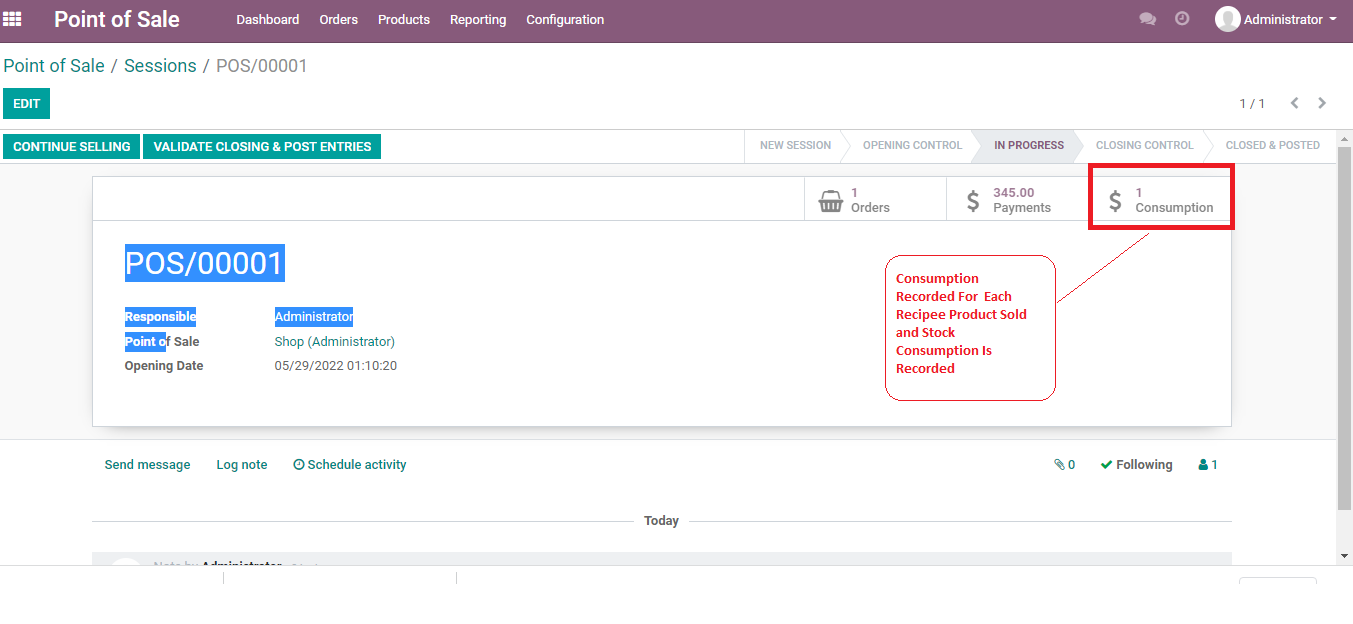 Point of Sale Dashboard Orders Products Reporting Configuration Administrator
Point of Sale / Sessions / POS/00001
EDIT 1 / 1
CONTINUE SELLING VALIDATE CLOSING & POST ENTRIES NEW SESSION OPENING CONTROL IN PROGRESS CLOSING CONTROL CLOSED & POSTED
1 345.00 1
Orders Payments Consumption
POS/00001
Responsible Administrator
Point of Sale Shop (Administrator)
Opening Date 05/29/2022 01:10:20
Consumption
Recorded For Each
Recipee Product Sold
and Stock
Consumption Is
Recorded
Send message Log note Schedule activity 0 Following 1
Today
Note by Administrator